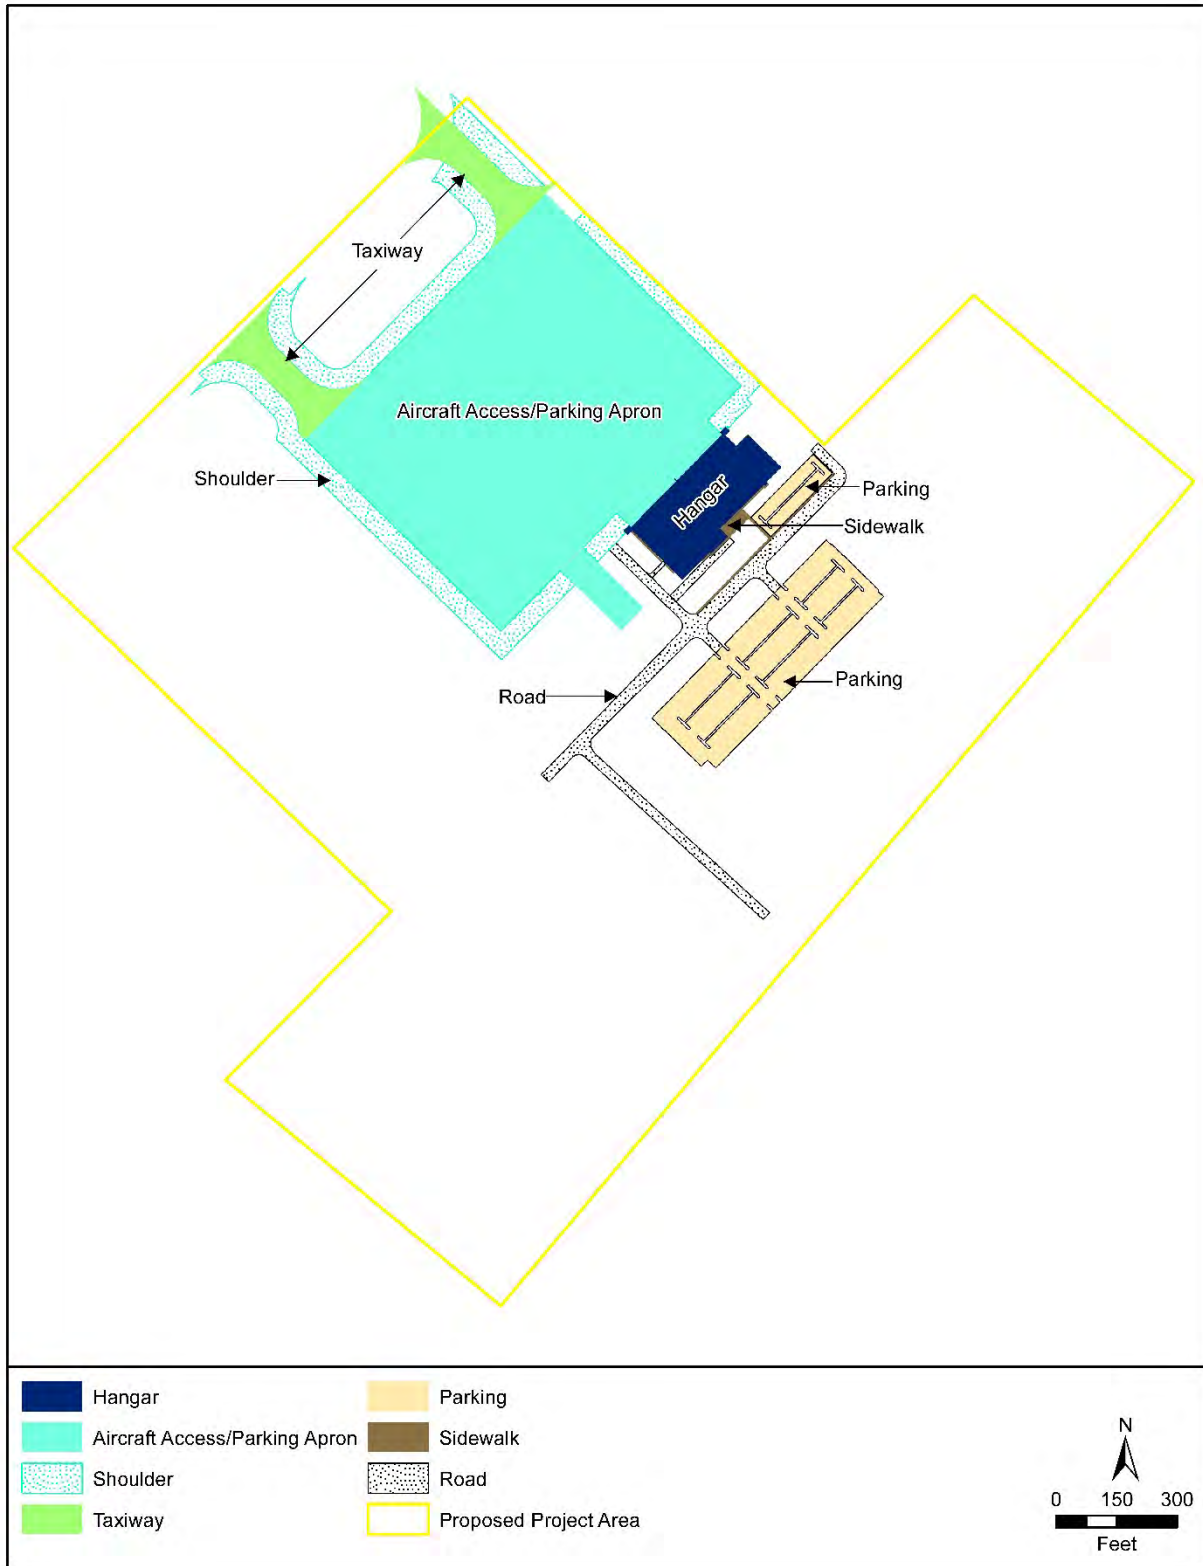 Taxiway
Aircraft Access/Parking Apron
Shoulder
Hangar
Parking
Sidewalk
Parking
Road
Hangar
Aircraft Access/Parking Apron
Shoulder
Taxiway
Parking
Sidewalk
Road
Proposed Project Area
N
0 150 300
Feet